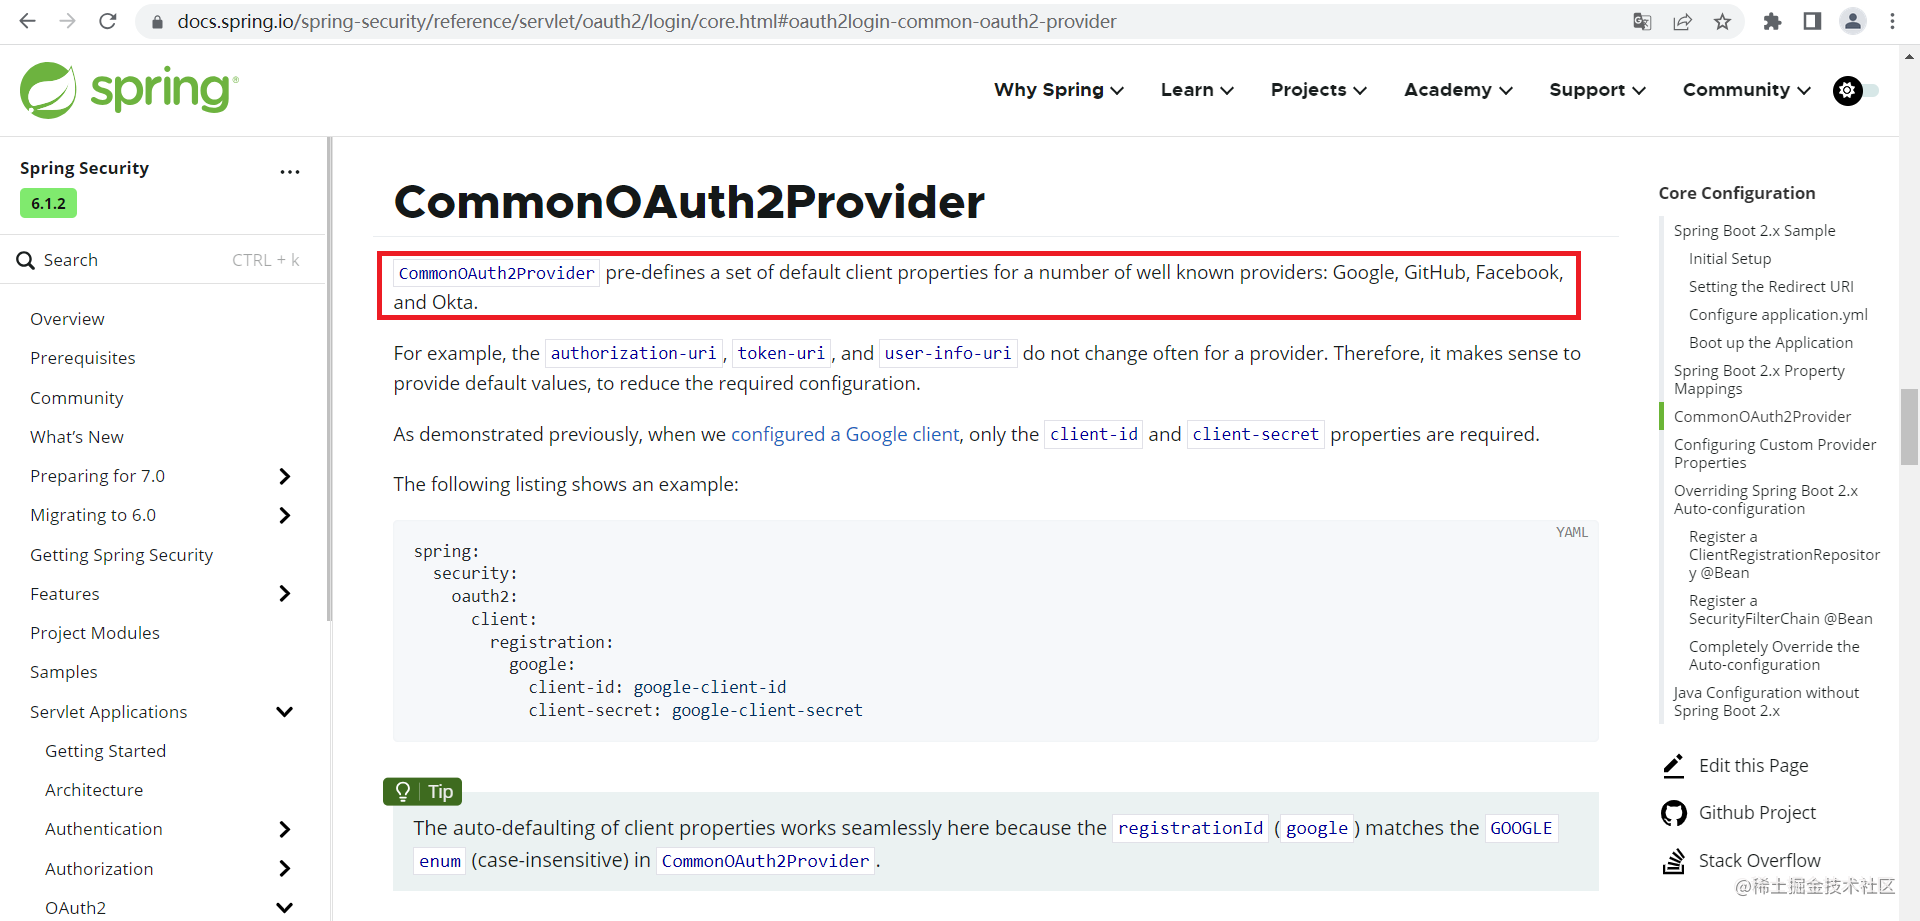 docs.spring.io/spring-security/reference/servlet/oauth2/login/core.html#oauth2login-common-oauth2-provider
spring
Why Spring
Learn
Projects
Academy
Support
Community
Spring Security
...
6.1.2
Search
CTRL + k
Overview
Prerequisites
Community
What’s New
Preparing for 7.0
Migrating to 6.0
Getting Spring Security
Features
Project Modules
Samples
Servlet Applications
Getting Started
Architecture
Authentication
Authorization
OAuth2
CommonOAuth2Provider
CommonOAuth2Provider pre-defines a set of default client properties for a number of well known providers: Google, GitHub, Facebook,
and Okta.
For example, the authorization-uri, token-uri, and user-info-uri do not change often for a provider. Therefore, it makes sense to
provide default values, to reduce the required configuration.
As demonstrated previously, when we configured a Google client, only the client-id and client-secret properties are required.
The following listing shows an example:
YAML
spring:
  security:
    oauth2:
      client:
        registration:
          google:
            client-id: google-client-id
            client-secret: google-client-secret
Tip
The auto-defaulting of client properties works seamlessly here because the registrationId (google) matches the GOOGLE
enum (case-insensitive) in CommonOAuth2Provider.
Core Configuration
Spring Boot 2.x Sample
Initial Setup
Setting the Redirect URI
Configure application.yml
Boot up the Application
Spring Boot 2.x Property
Mappings
CommonOAuth2Provider
Configuring Custom Provider
Properties
Overriding Spring Boot 2.x
Auto-configuration
Register a
ClientRegistrationRepositor
y @Bean
Register a
SecurityFilterChain @Bean
Completely Override the
Auto-configuration
Java Configuration without
Spring Boot 2.x
Edit this Page
Github Project
Stack Overflow
@稀土掘金技术社区